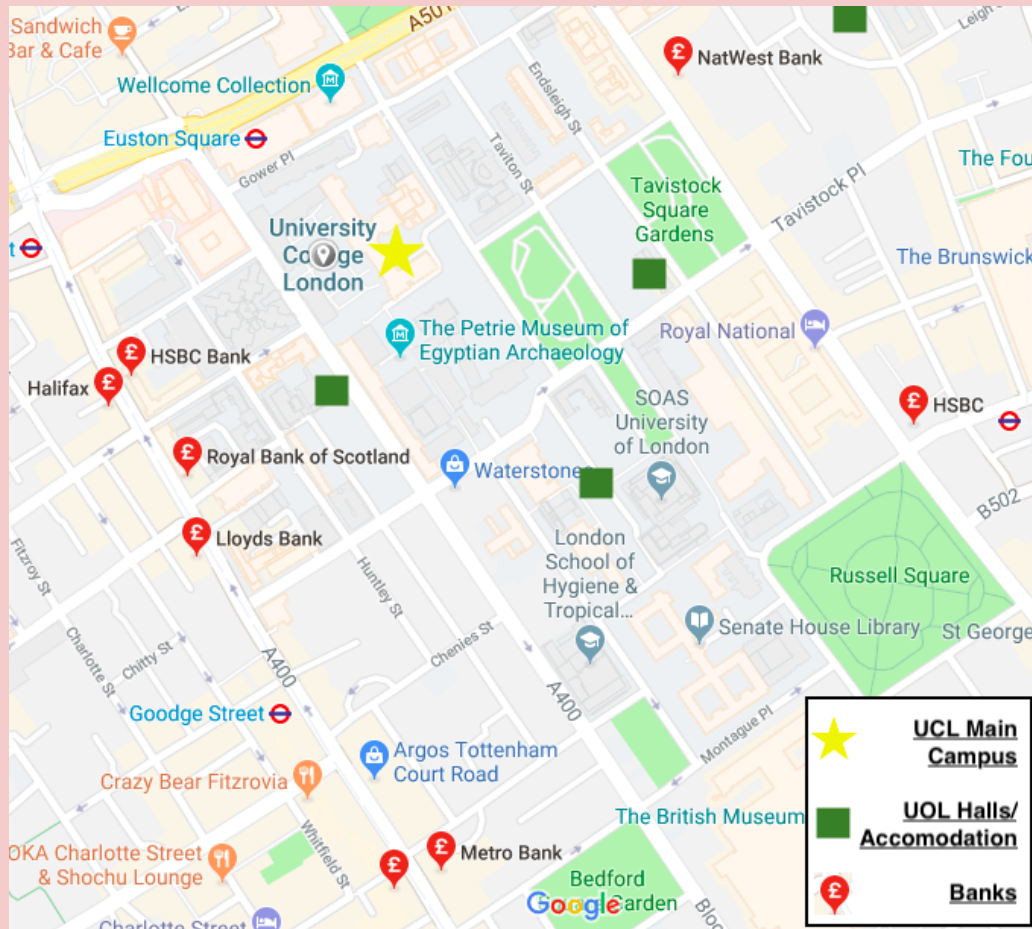 Sandwich
Bar & Cafe
A501
Leigh S
NatWest Bank
Wellcome Collection
Endsleigh St
Euston Square
Taviton St
Gower Pl
The Fou
Tavistock
Square
Gardens
Tavistock Pl
University
College
London
t
The Brunswick
The Petrie Museum of
Egyptian Archaeology
Royal National
£ HSBC Bank
Halifax £
SOAS
University
of London
£ HSBC
£ Royal Bank of Scotland
Waterstones
B502
£ Lloyds Bank
London
School of
Hygiene &
Tropical...
Fitzroy St
Huntley St
Russell Square
Senate House Library
St George
Charlotte St
Chitty St
Chenies St
A400
A400
Goodge Street
Montague Pl
Argos Tottenham
Court Road
Crazy Bear Fitzrovia
The British Museum
Whitfield St
OKA Charlotte Street
& Shochu Lounge
£ Metro Bank
£
Bedford
Garden
Google
Charlotte Street
Bloo
UCL Main
Campus
UOL Halls/
Accomodation
£ Banks